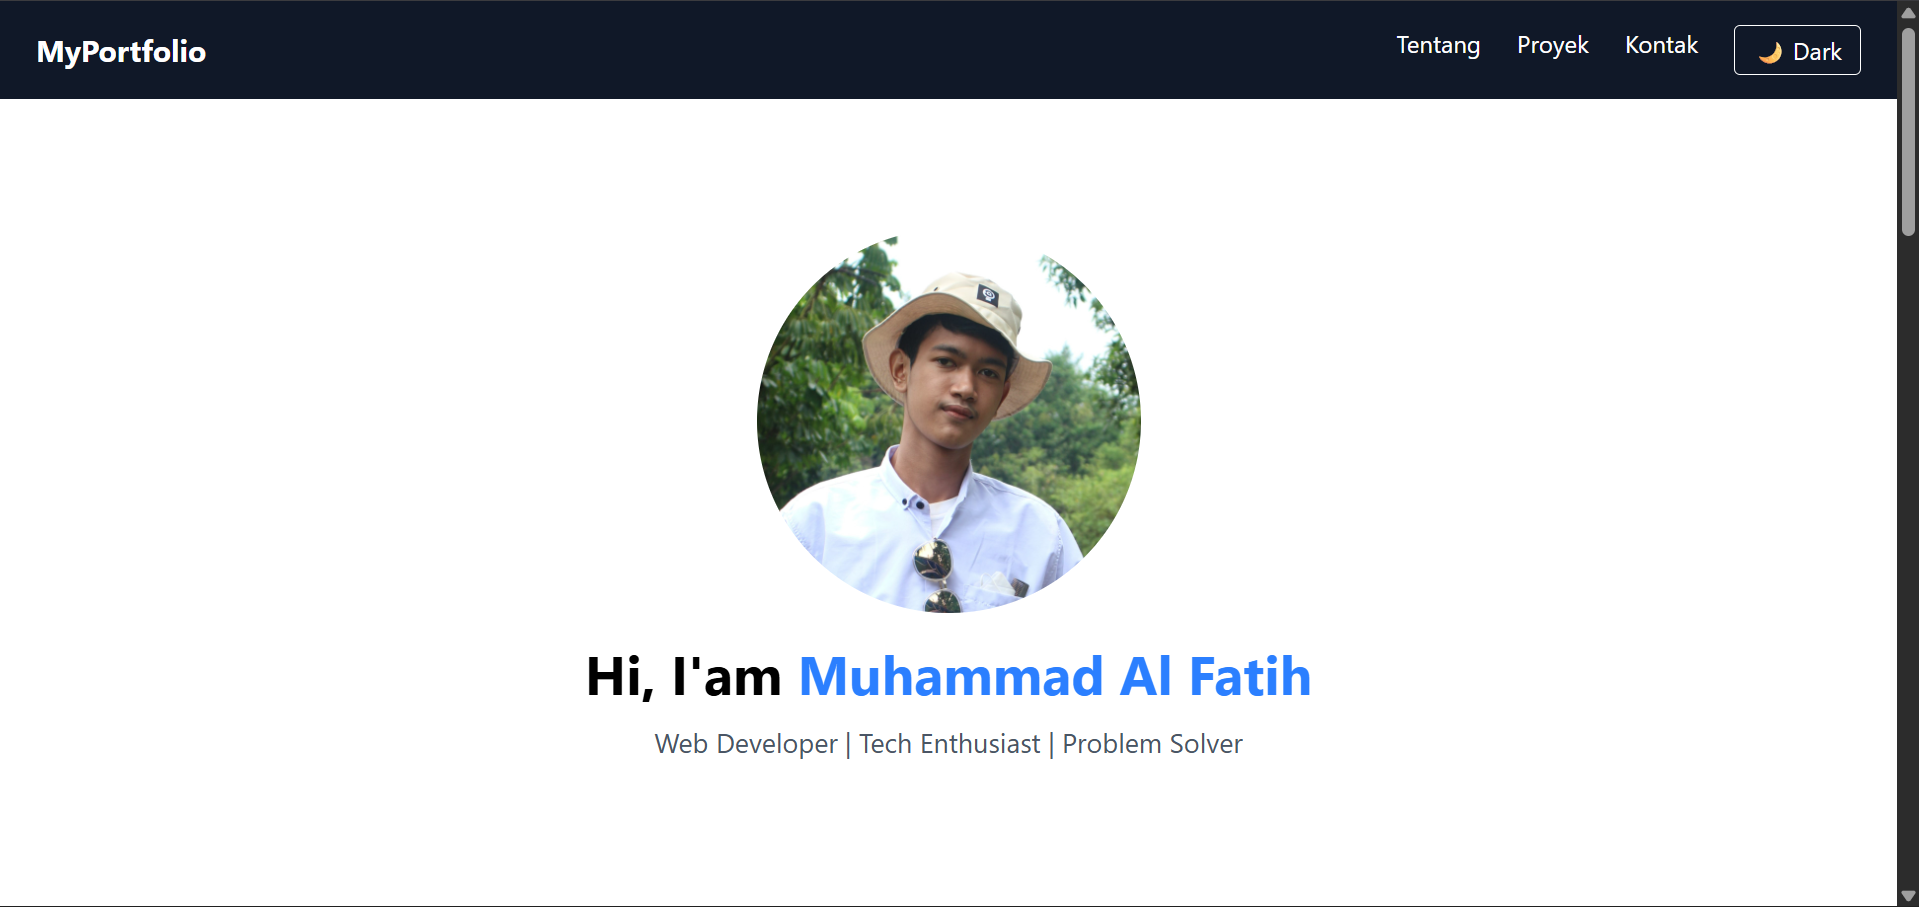 MyPortfolio
Tentang Proyek Kontak 🌙 Dark
Hi, I'am Muhammad Al Fatih
Web Developer | Tech Enthusiast | Problem Solver